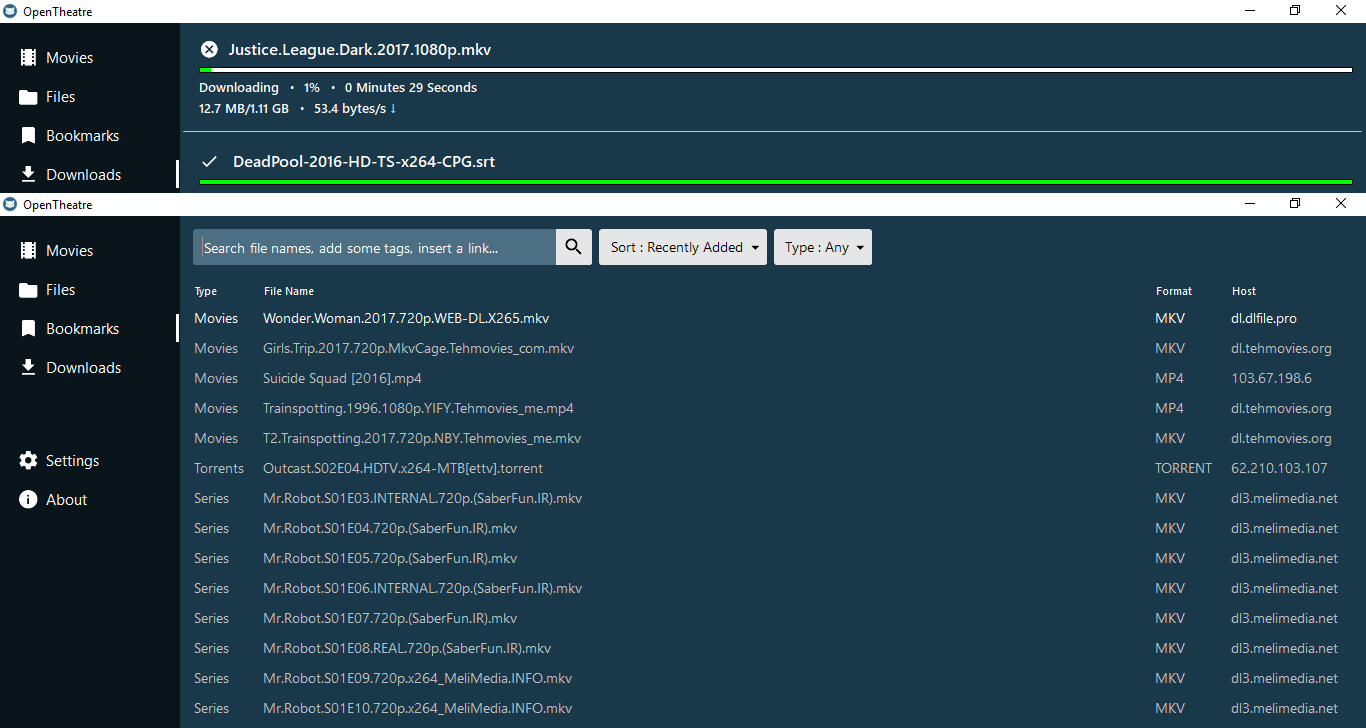 OpenTheatre
Movies
Files
Bookmarks
Downloads
Justice.League.Dark.2017.1080p.mkv
Downloading • 1% • 0 Minutes 29 Seconds
12.7 MB/1.11 GB • 53.4 bytes/s ↓
DeadPool-2016-HD-TS-x264-CPG.srt
OpenTheatre
Movies
Files
Bookmarks
Downloads
Settings
About
Search file names, add some tags, insert a link... Sort : Recently Added Type : Any
Type File Name Format Host
Movies Wonder.Woman.2017.720p.WEB-DL.X265.mkv MKV dl.dlfile.pro
Movies Girls.Trip.2017.720p.MkvCage.Tehmovies_com.mkv MKV dl.tehmovies.org
Movies Suicide Squad [2016].mp4 MP4 103.67.198.6
Movies Trainspotting.1996.1080p.YIFY.Tehmovies_me.mp4 MP4 dl.tehmovies.org
Movies T2.Trainspotting.2017.720p.NBY.Tehmovies_me.mkv MKV dl.tehmovies.org
Torrents Outcast.S02E04.HDTV.x264-MTB[ettv].torrent TORRENT 62.210.103.107
Series Mr.Robot.S01E03.INTERNAL.720p.(SaberFun.IR).mkv MKV dl3.melimedia.net
Series Mr.Robot.S01E04.720p.(SaberFun.IR).mkv MKV dl3.melimedia.net
Series Mr.Robot.S01E05.720p.(SaberFun.IR).mkv MKV dl3.melimedia.net
Series Mr.Robot.S01E06.INTERNAL.720p.(SaberFun.IR).mkv MKV dl3.melimedia.net
Series Mr.Robot.S01E07.720p.(SaberFun.IR).mkv MKV dl3.melimedia.net
Series Mr.Robot.S01E08.REAL.720p.(SaberFun.IR).mkv MKV dl3.melimedia.net
Series Mr.Robot.S01E09.720p.x264_MeliMedia.INFO.mkv MKV dl3.melimedia.net
Series Mr.Robot.S01E10.720p.x264_MeliMedia.INFO.mkv MKV dl3.melimedia.net